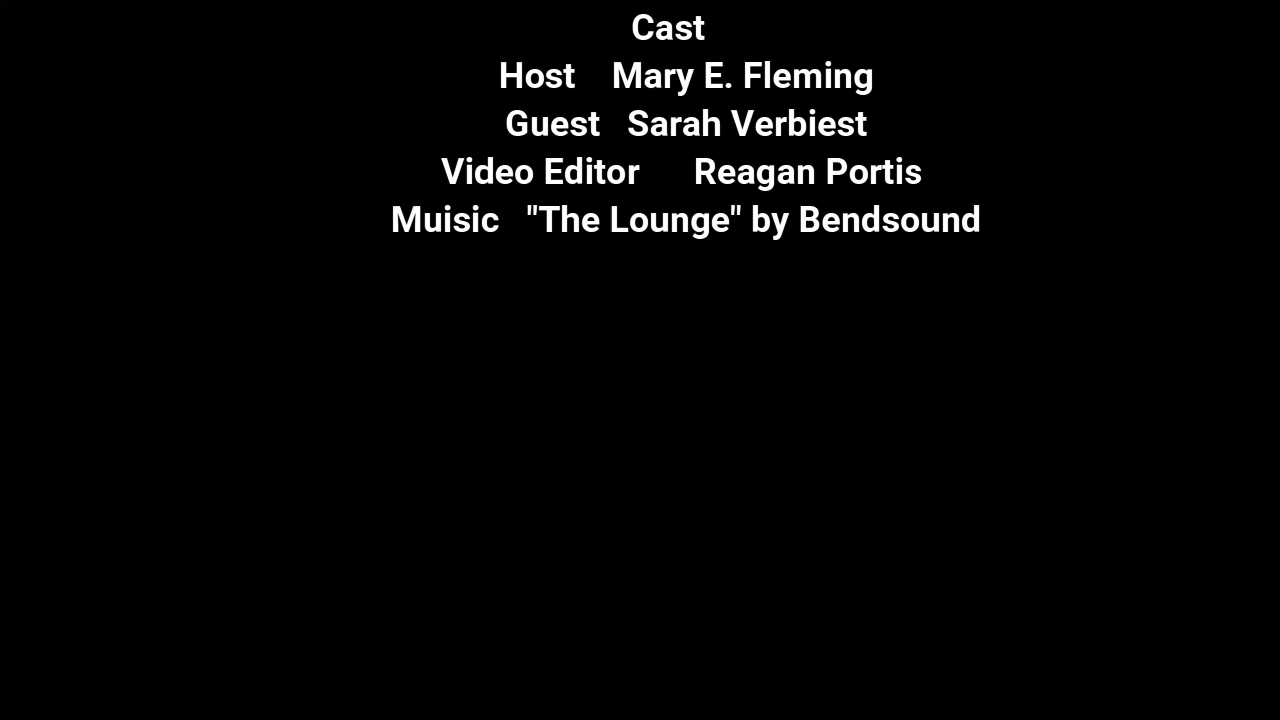 Cast
Host Mary E. Fleming
Guest Sarah Verbiest
Video Editor Reagan Portis
Muisic "The Lounge" by Bendsound